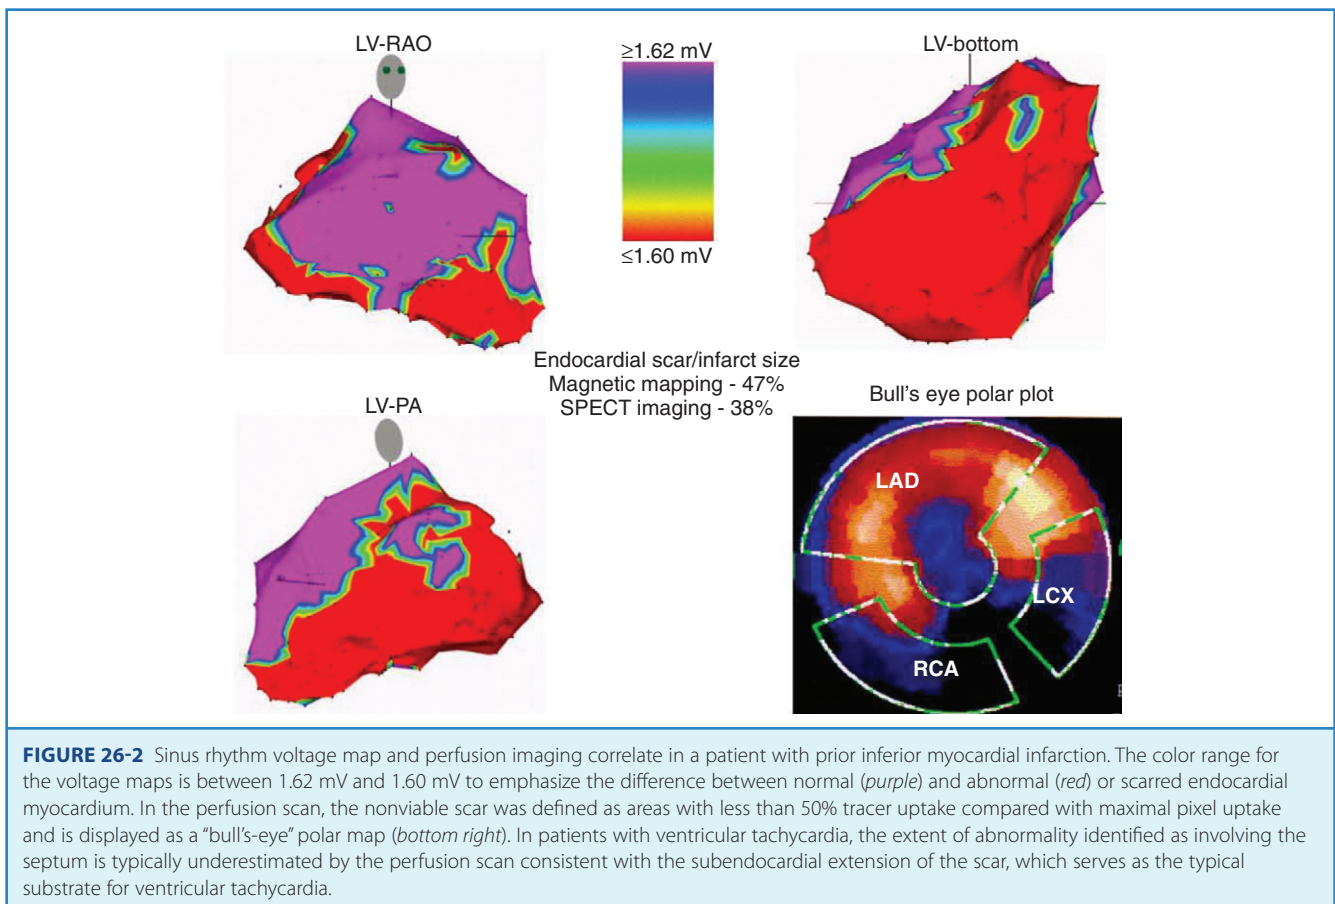 LV-RAO
≥1.62 mV
≤1.60 mV
LV-bottom
Endocardial scar/infarct size
Magnetic mapping - 47%
SPECT imaging - 38%
LV-PA
Bull's eye polar plot
LAD
LCX
RCA
FIGURE 26-2 Sinus rhythm voltage map and perfusion imaging correlate in a patient with prior inferior myocardial infarction. The color range for
the voltage maps is between 1.62 mV and 1.60 mV to emphasize the difference between normal (purple) and abnormal (red) or scarred endocardial
myocardium. In the perfusion scan, the nonviable scar was defined as areas with less than 50% tracer uptake compared with maximal pixel uptake
and is displayed as a “bull’s-eye” polar map (bottom right). In patients with ventricular tachycardia, the extent of abnormality identified as involving the
septum is typically underestimated by the perfusion scan consistent with the subendocardial extension of the scar, which serves as the typical
substrate for ventricular tachycardia.